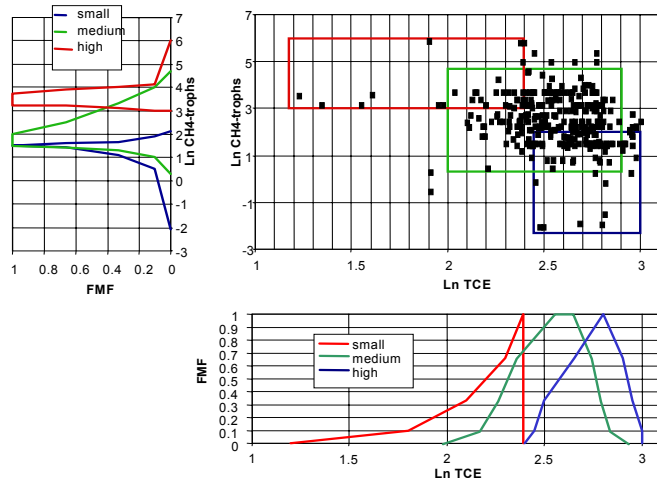 small
medium
high
7
6
5
4
3
2
1
0
-1
-2
-3
Ln CH4-trophs
1 0.8 0.6 0.4 0.2 0
FMF
7
5
3
1
-1
-3
Ln CH4-trophs
1 1.5 2 2.5 3
Ln TCE
1
0.9
0.8
0.7
0.6
0.5
0.4
0.3
0.2
0.1
0
FMF
small
medium
high
1 1.5 2 2.5 3
Ln TCE